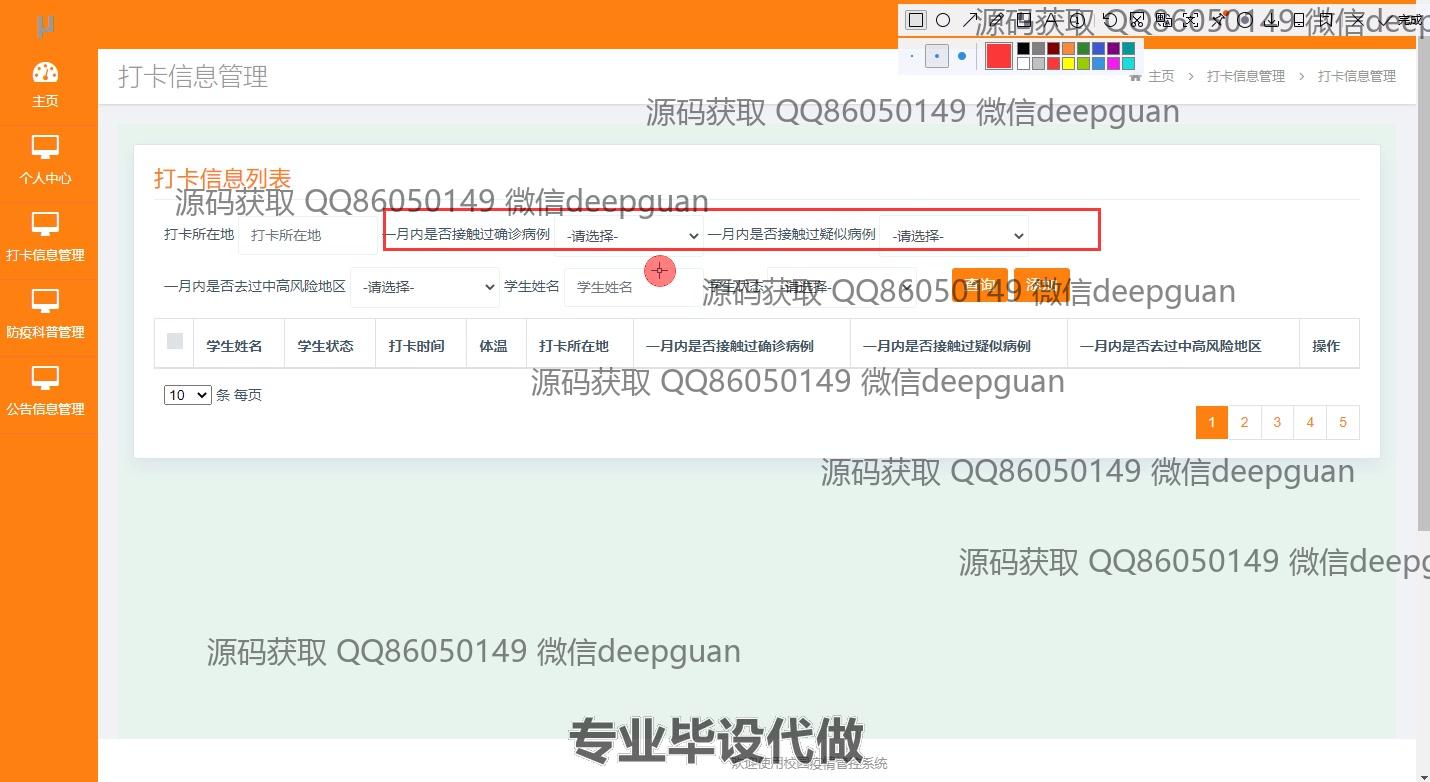 μ
主页
个人中心
打卡信息管理
防疫科普管理
公告信息管理
完成
源码获取 QQ86050149 微信deepg
打卡信息管理
主页 > 打卡信息管理 > 打卡信息管理
源码获取 QQ86050149 微信deepguan
打卡信息列表
源码获取 QQ86050149 微信deepguan
打卡所在地 打卡所在地 一月内是否接触过确诊病例 -请选择- 一月内是否接触过疑似病例 -请选择-
一月内是否去过中高风险地区 -请选择- 学生姓名 学生姓名 学生状态 -请选择- 查询 添加
源码获取 QQ86050149 微信deepguan
学生姓名 学生状态 打卡时间 体温 打卡所在地 一月内是否接触过确诊病例 一月内是否接触过疑似病例 一月内是否去过中高风险地区 操作
源码获取 QQ86050149 微信deepguan
10 条 每页
1 2 3 4 5
源码获取 QQ86050149 微信deepguan
源码获取 QQ86050149 微信deepg
源码获取 QQ86050149 微信deepguan
专业毕设代做
欢迎使用校园疫情管控系统